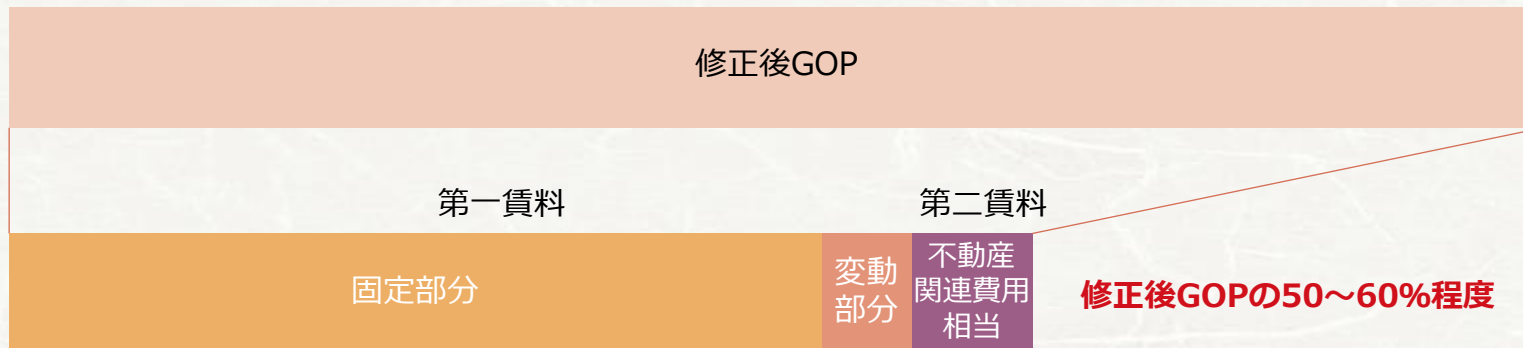 修正後GOP
第一賃料
第二賃料
固定部分
変動
部分
不動産
関連費用
相当
修正後GOPの50～60%程度